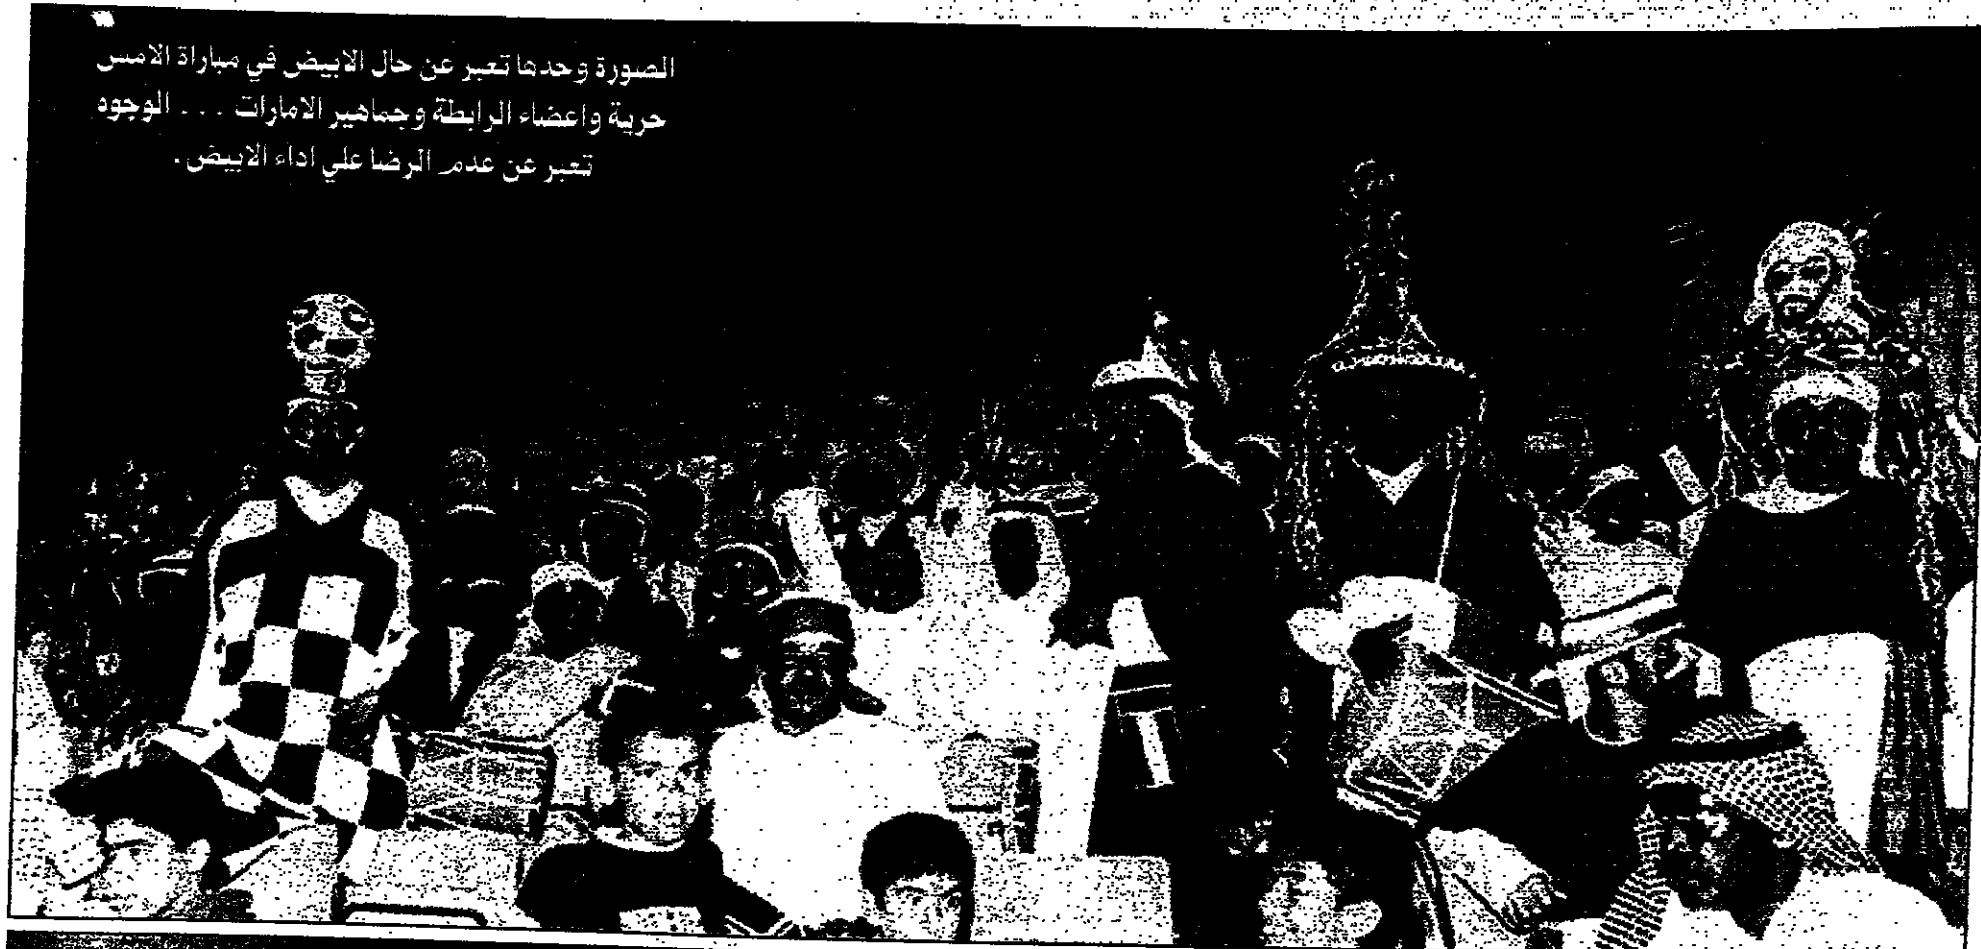 الصورة وحدها تعبر عن حال الابيض في مباراة الامس
حربة واعضاء الرابطة وجماهير الامارات ... الوجوه
تعبر عن عدم الرضا علي اداء الابيض .